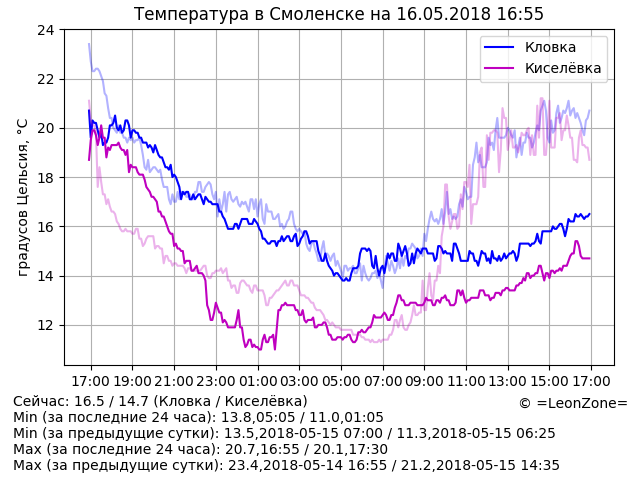 Температура в Смоленске на 16.05.2018 16:55
Кловка
Киселёвка
градусов Цельсия, °C
24
22
20
18
16
14
12
17:00 19:00 21:00 23:00 01:00 03:00 05:00 07:00 09:00 11:00 13:00 15:00 17:00
Сейчас: 16.5 / 14.7 (Кловка / Киселёвка)
© =LeonZone=
Min (за последние 24 часа): 13.8,05:05 / 11.0,01:05
Min (за предыдущие сутки): 13.5,2018-05-15 07:00 / 11.3,2018-05-15 06:25
Max (за последние 24 часа): 20.7,16:55 / 20.1,17:30
Max (за предыдущие сутки): 23.4,2018-05-14 16:55 / 21.2,2018-05-15 14:35